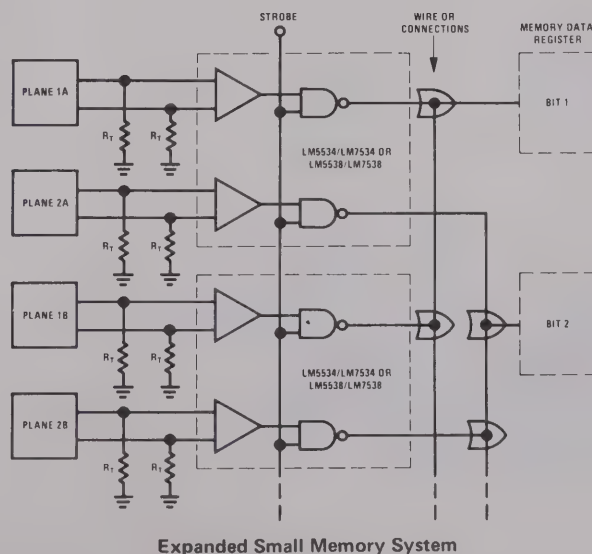 STROBE
WIRE OR
CONNECTIONS
MEMORY DATA
REGISTER
PLANE 1A
BIT 1
R_T
R_T
LM5534/LM7534 OR
LM5538/LM7538
PLANE 2A
R_T
R_T
PLANE 1B
BIT 2
R_T
R_T
LM5534/LM7534 OR
LM5538/LM7538
PLANE 2B
R_T
R_T
Expanded Small Memory System